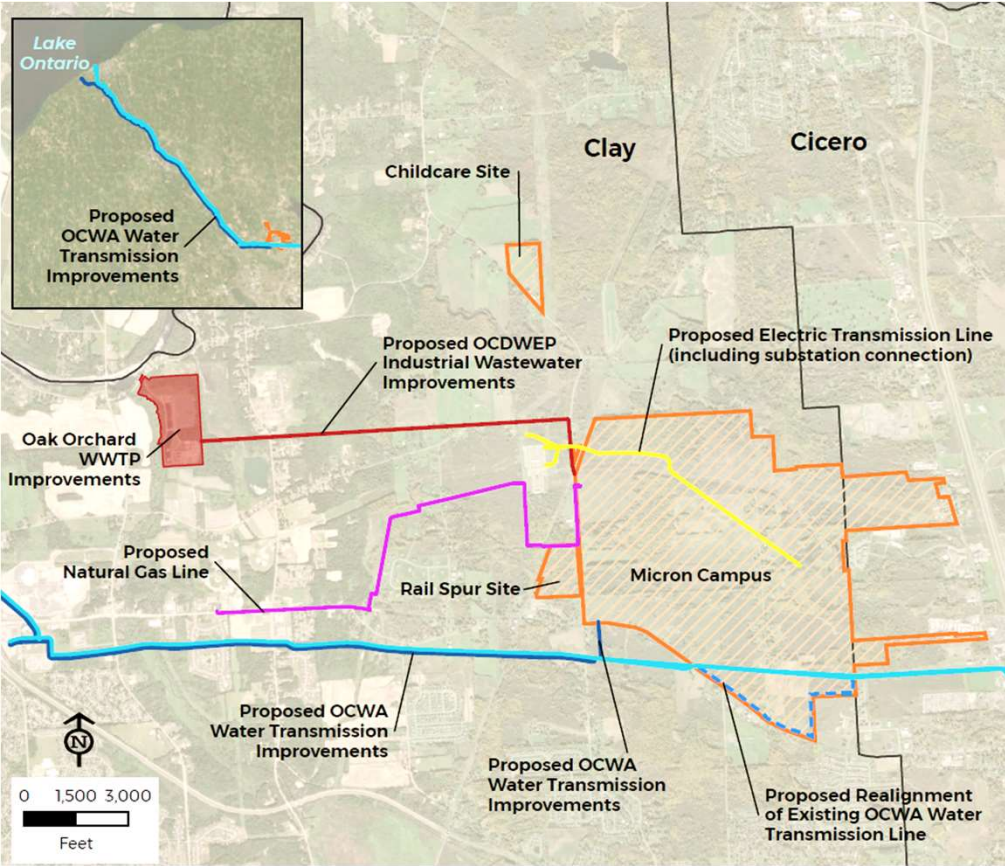 Lake
Ontario
Proposed
OCWA Water
Transmission
Improvements
Clay
Cicero
Childcare Site
Proposed OCDWEP
Industrial Wastewater
Improvements
Proposed Electric Transmission Line
(including substation connection)
Oak Orchard
WWTP
Improvements
Proposed
Natural Gas Line
Rail Spur Site
Micron Campus
Proposed OCWA
Water Transmission
Improvements
Proposed OCWA
Water Transmission
Improvements
Proposed Realignment
of Existing OCWA Water
Transmission Line
N
0 1,500 3,000
Feet